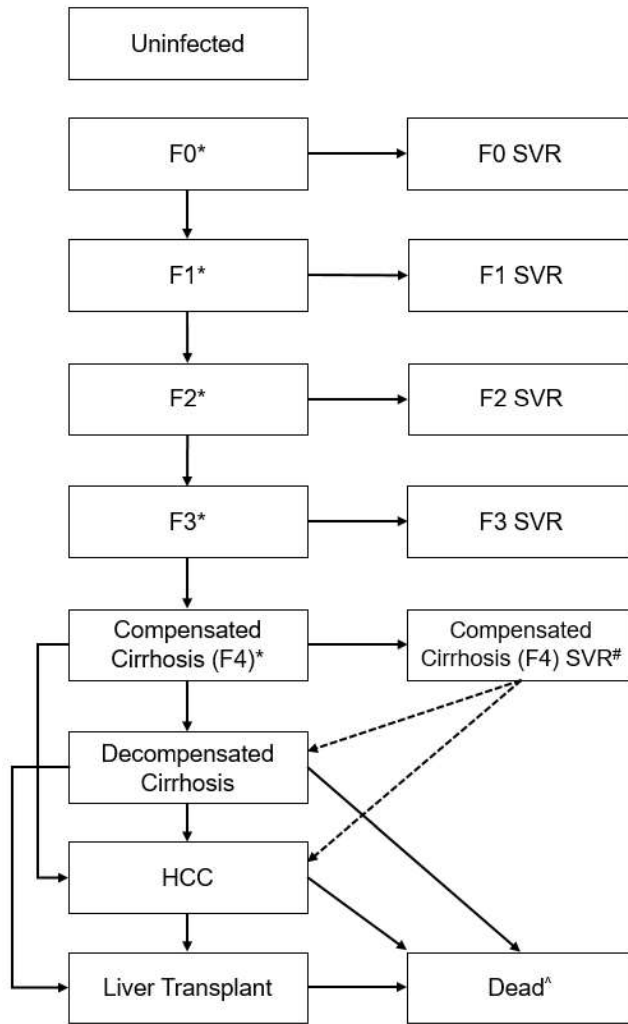 Uninfected
F0*
F0 SVR
F1*
F1 SVR
F2*
F2 SVR
F3*
F3 SVR
Compensated
Cirrhosis (F4)*
Compensated
Cirrhosis (F4) SVR#
Decompensated
Cirrhosis
HCC
Liver Transplant
Dead^